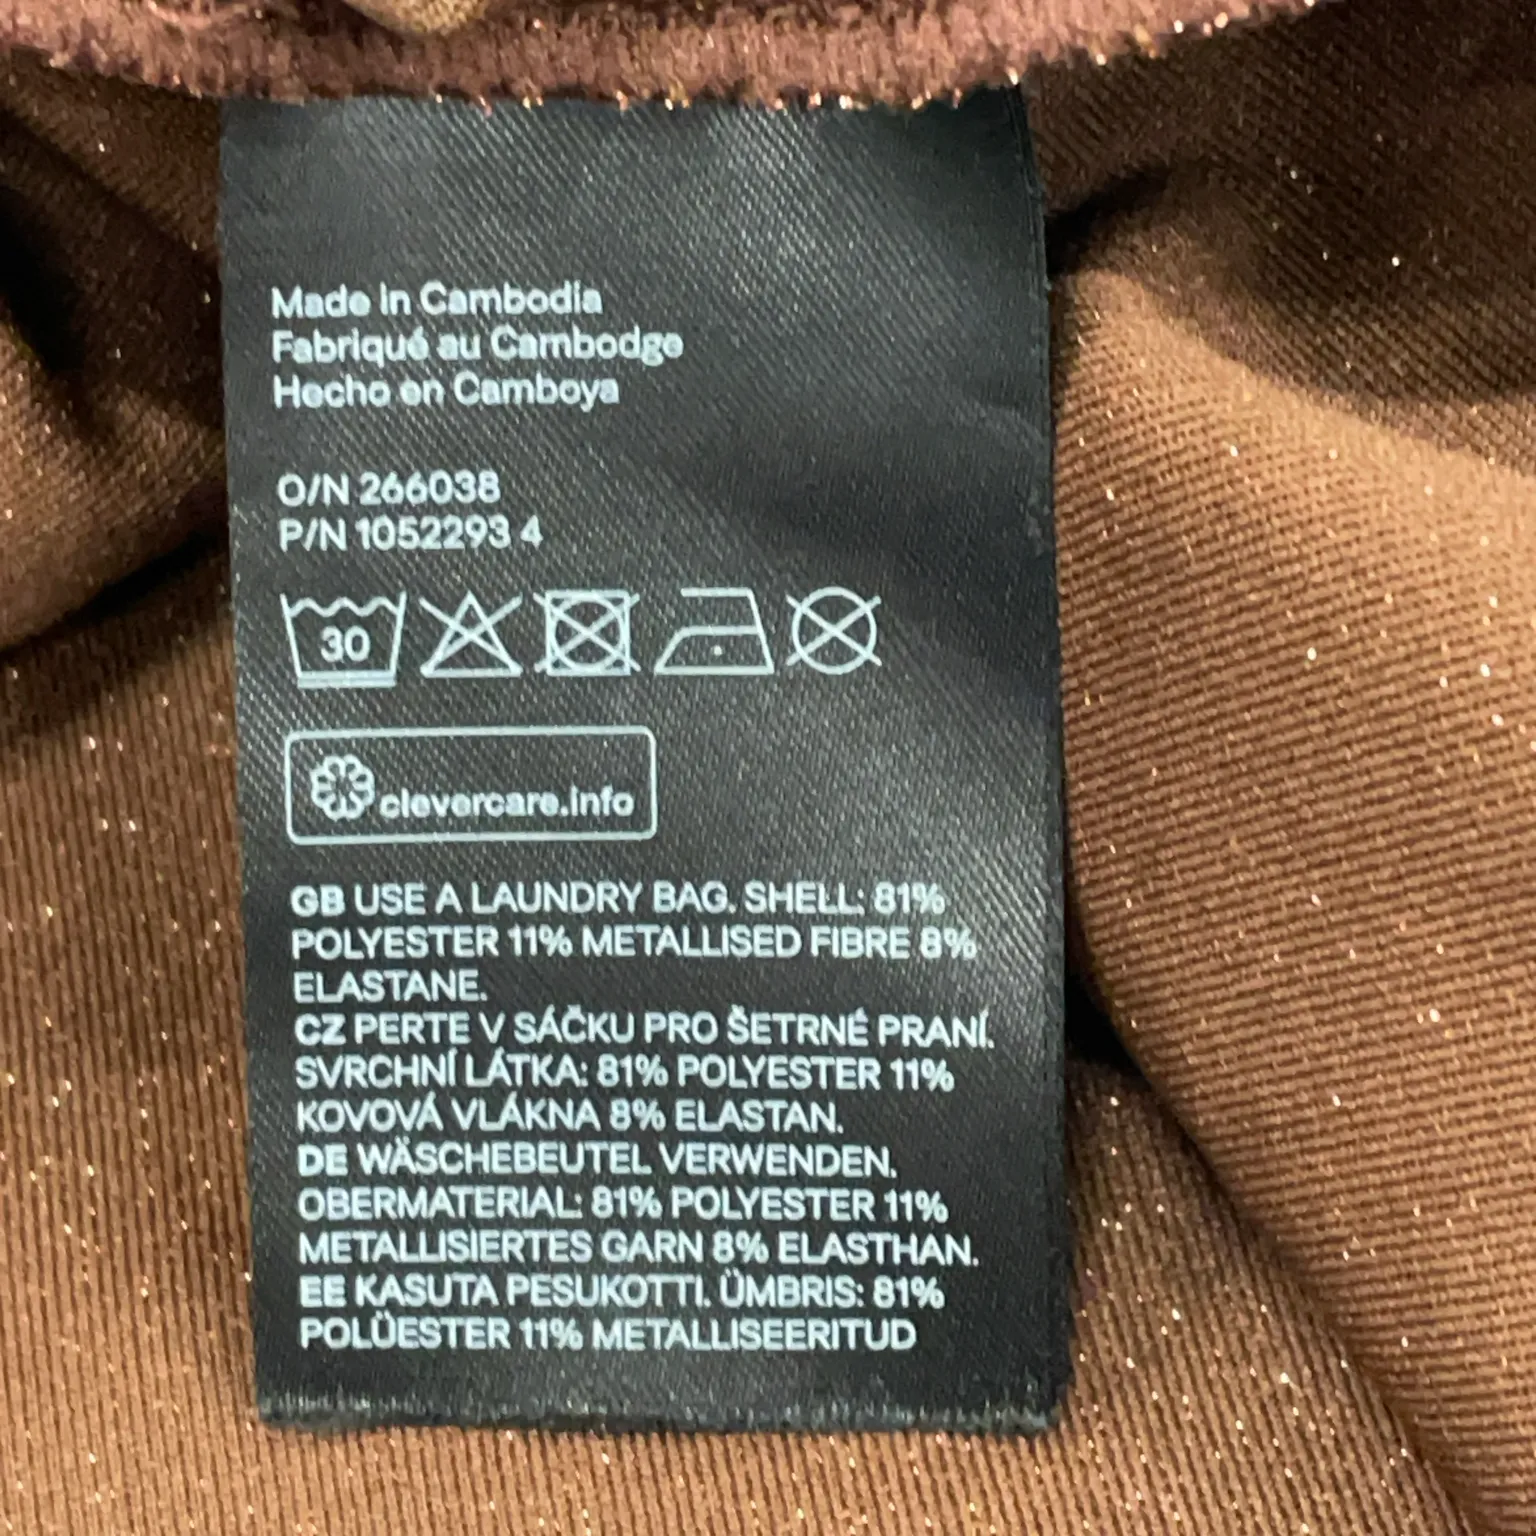 Made in Cambodia
Fabriqué au Cambodge
Hecho en Camboya
O/N 266038
P/N 1052293 4
30
clevercare.info
GB USE A LAUNDRY BAG. SHELL: 81%
POLYESTER 11% METALLISED FIBRE 8%
ELASTANE.
CZ PERTE V SÁČKU PRO ŠETRNÉ PRANÍ.
SVRCHNÍ LÁTKA: 81% POLYESTER 11%
KOVOVÁ VLÁKNA 8% ELASTAN.
DE WÄSCHEBEUTEL VERWENDEN.
OBERMATERIAL: 81% POLYESTER 11%
METALLISIERTES GARN 8% ELASTHAN.
EE KASUTA PESUKOTTI. ÜMBRIS: 81%
POLÜESTER 11% METALLISEERITUD